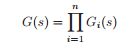 G(s) = ∏_{i=1}^{n} G_i(s)